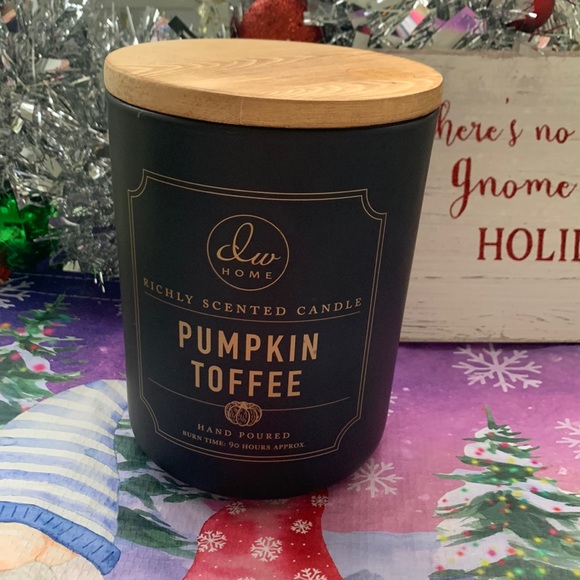 DW
HOME
RICHLY SCENTED CANDLE
PUMPKIN
TOFFEE
HAND POURED
BURN TIME: 90 HOURS APPROX.
here's no
gnome
HOLI